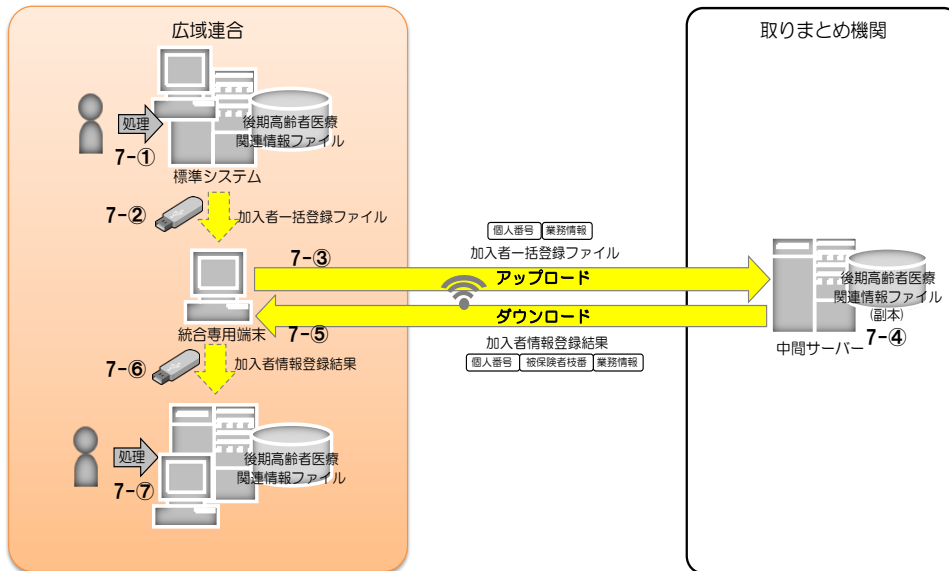 広域連合
取りまとめ機関
処理
7-①
後期高齢者医療
関連情報ファイル
標準システム
7-②
加入者一括登録ファイル
個人番号 業務情報
加入者一括登録ファイル
7-③
アップロード
後期高齢者医療
関連情報ファイル
(副本)
中間サーバー
7-④
統合専用端末
7-⑤
ダウンロード
加入者情報登録結果
個人番号 被保険者枝番 業務情報
7-⑥
加入者情報登録結果
処理
7-⑦
後期高齢者医療
関連情報ファイル